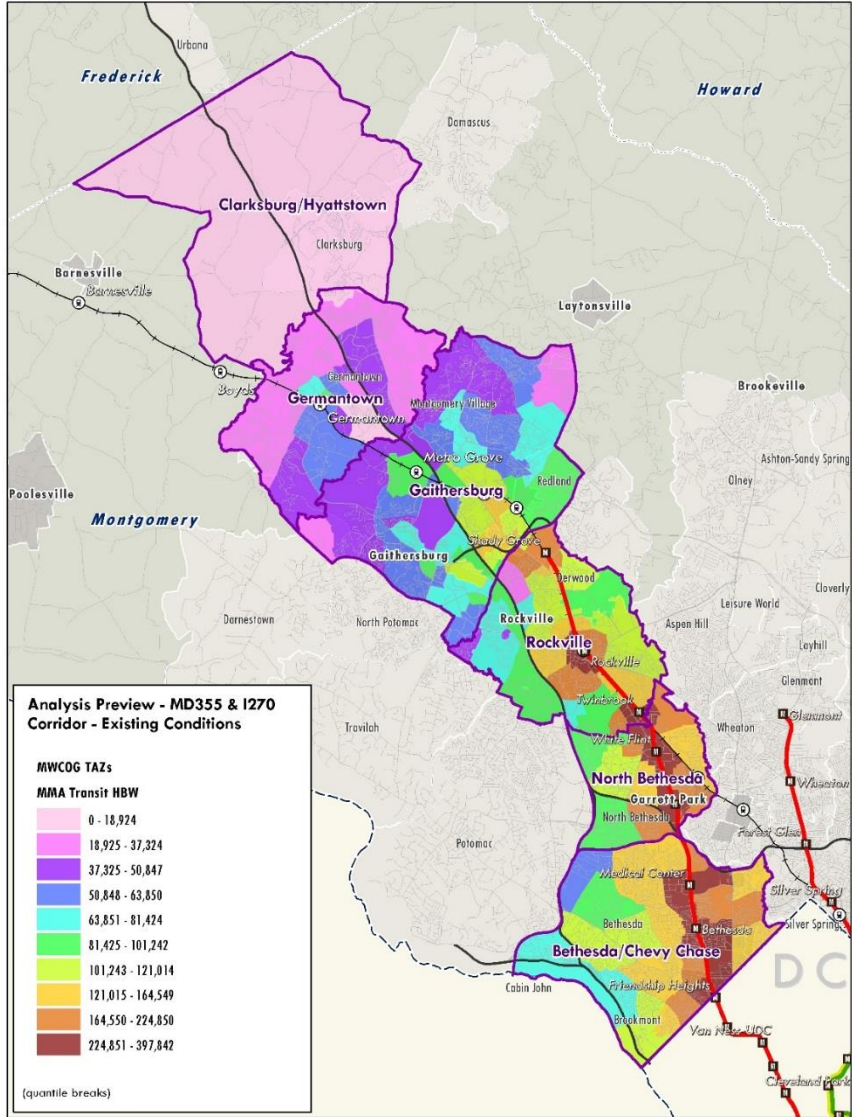 Urbana
Frederick
Howard
Damascus
Clarksburg/Hyattstown
Clarksburg
Barnesville
Barnesville
Laytonsville
Boyds
Germantown
Germantown
Germantown
Montgomery Village
Brookeville
Metro Grove
Olney
Ashton-Sandy Spring
Poolesville
Gaithersburg
Redland
Montgomery
Shady Grove
Gaithersburg
Derwood
Cloverly
Leisure World
Darnestown
North Potomac
Rockville
Aspen Hill
Layhill
Rockville
Rockville
Glenmont
Twinbrook
Glenmont
Travilah
Wheaton
White Flint
North Bethesda
Wheaton
Garrett Park
North Bethesda
Forest Glen
Potomac
Medical Center
Silver Spring
Bethesda
Bethesda
Silver Spring
Bethesda/Chevy Chase
DC
Cabin John
Friendship Heights
Brookmont
Van Ness-UDC
Cleveland Park
Analysis Preview - MD355 & I270
Corridor - Existing Conditions
MWCOG TAZs
MMA Transit HBW
0 - 18,924
18,925 - 37,324
37,325 - 50,847
50,848 - 63,850
63,851 - 81,424
81,425 - 101,242
101,243 - 121,014
121,015 - 164,549
164,550 - 224,850
224,851 - 397,842
(quantile breaks)